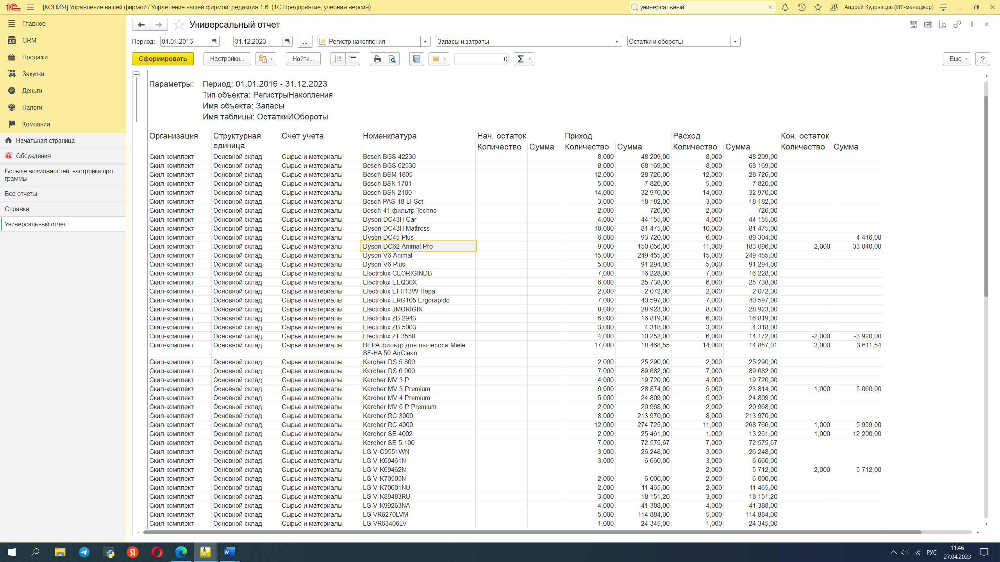 [КОПИЯ] Управление нашей фирмой / Управление нашей фирмой, редакция 1.6 (1С:Предприятие, учебная версия)
универсальный
Андрей Кудрявцев (ИТ-менеджер)
Главное
CRM
Продажи
Закупки
Деньги
Налоги
Компания
Начальная страница
Обсуждения
Больше возможностей: настройка про
граммы
Все отчеты
Справка
Универсальный отчет
Универсальный отчет
Период: 01.01.2016 – 31.12.2023 ... Регистр накопления Запасы и затраты Остатки и обороты
Сформировать Настройки... Найти... 0 Σ Еще ?
Параметры: Период: 01.01.2016 - 31.12.2023
Тип объекта: РегистрыНакопления
Имя объекта: Запасы
Имя таблицы: ОстаткиИОбороты
Организация Структурная единица Счет учета Номенклатура Нач. остаток Приход Расход Кон. остаток
Количество Сумма Количество Сумма Количество Сумма Количество Сумма
Скил-комплект Основной склад Сырье и материалы Bosch BGS 42230 8,000 48 209,00 8,000 48 209,00
Скил-комплект Основной склад Сырье и материалы Bosch BGS 62530 8,000 68 169,00 8,000 68 169,00
Скил-комплект Основной склад Сырье и материалы Bosch BSM 1805 12,000 28 726,00 12,000 28 726,00
Скил-комплект Основной склад Сырье и материалы Bosch BSN 1701 5,000 7 820,00 5,000 7 820,00
Скил-комплект Основной склад Сырье и материалы Bosch BSN 2100 14,000 32 970,00 14,000 32 970,00
Скил-комплект Основной склад Сырье и материалы Bosch PAS 18 LI Set 3,000 18 182,00 3,000 18 182,00
Скил-комплект Основной склад Сырье и материалы Bosch-41 фильтр Techno 2,000 726,00 2,000 726,00
Скил-комплект Основной склад Сырье и материалы Dyson DC43H Car 4,000 44 155,00 4,000 44 155,00
Скил-комплект Основной склад Сырье и материалы Dyson DC43H Mattress 10,000 81 475,00 10,000 81 475,00
Скил-комплект Основной склад Сырье и материалы Dyson DC45 Plus 6,000 93 720,00 6,000 89 304,00 4 416,00
Скил-комплект Основной склад Сырье и материалы Dyson DC62 Animal Pro 9,000 150 056,00 11,000 183 096,00 -2,000 -33 040,00
Скил-комплект Основной склад Сырье и материалы Dyson V6 Animal 15,000 249 455,00 15,000 249 455,00
Скил-комплект Основной склад Сырье и материалы Dyson V6 Plus 5,000 91 294,00 5,000 91 294,00
Скил-комплект Основной склад Сырье и материалы Electrolux CEORIGINDB 7,000 16 228,00 7,000 16 228,00
Скил-комплект Основной склад Сырье и материалы Electrolux EEQ30X 6,000 25 738,00 6,000 25 738,00
Скил-комплект Основной склад Сырье и материалы Electrolux EFH13W Hepa 2,000 2 072,00 2,000 2 072,00
Скил-комплект Основной склад Сырье и материалы Electrolux ERG105 Ergorapido 7,000 40 597,00 7,000 40 597,00
Скил-комплект Основной склад Сырье и материалы Electrolux JMORIGIN 8,000 28 923,00 8,000 28 923,00
Скил-комплект Основной склад Сырье и материалы Electrolux ZB 2943 6,000 16 819,00 6,000 16 819,00
Скил-комплект Основной склад Сырье и материалы Electrolux ZB 5003 3,000 4 318,00 3,000 4 318,00
Скил-комплект Основной склад Сырье и материалы Electrolux ZT 3550 4,000 10 252,00 6,000 14 172,00 -2,000 -3 920,00
Скил-комплект Основной склад Сырье и материалы HEPA фильтр для пылесоса Miele SF-HA 50 AirClean 17,000 18 468,55 14,000 14 857,01 3,000 3 611,54
Скил-комплект Основной склад Сырье и материалы Karcher DS 5.800 2,000 25 290,00 2,000 25 290,00
Скил-комплект Основной склад Сырье и материалы Karcher DS 6.000 7,000 89 682,00 7,000 89 682,00
Скил-комплект Основной склад Сырье и материалы Karcher MV 3 P 4,000 19 720,00 4,000 19 720,00
Скил-комплект Основной склад Сырье и материалы Karcher MV 3 Premium 6,000 28 874,00 5,000 23 814,00 1,000 5 060,00
Скил-комплект Основной склад Сырье и материалы Karcher MV 4 Premium 5,000 24 809,00 5,000 24 809,00
Скил-комплект Основной склад Сырье и материалы Karcher MV 6 P Premium 2,000 20 968,00 2,000 20 968,00
Скил-комплект Основной склад Сырье и материалы Karcher RC 3000 8,000 213 970,00 8,000 213 970,00
Скил-комплект Основной склад Сырье и материалы Karcher RC 4000 12,000 274 725,00 11,000 268 766,00 1,000 5 959,00
Скил-комплект Основной склад Сырье и материалы Karcher SE 4002 2,000 25 461,00 1,000 13 261,00 1,000 12 200,00
Скил-комплект Основной склад Сырье и материалы Karcher SE 5.100 7,000 72 575,67 7,000 72 575,67
Скил-комплект Основной склад Сырье и материалы LG V-C9551WN 3,000 26 248,00 3,000 26 248,00
Скил-комплект Основной склад Сырье и материалы LG V-K69461N 3,000 6 660,00 3,000 6 660,00
Скил-комплект Основной склад Сырье и материалы LG V-K69462N 2,000 5 712,00 -2,000 -5 712,00
Скил-комплект Основной склад Сырье и материалы LG V-K70505N 2,000 6 000,00 2,000 6 000,00
Скил-комплект Основной склад Сырье и материалы LG V-K70601NU 2,000 11 465,00 2,000 11 465,00
Скил-комплект Основной склад Сырье и материалы LG V-K89483RU 3,000 18 151,20 3,000 18 151,20
Скил-комплект Основной склад Сырье и материалы LG V-K99263NA 4,000 41 388,00 4,000 41 388,00
Скил-комплект Основной склад Сырье и материалы LG VR6270LVM 5,000 114 884,00 5,000 114 884,00
Скил-комплект Основной склад Сырье и материалы LG VR63406LV 1,000 24 345,00 1,000 24 345,00
РУС
11:46
27.04.2023